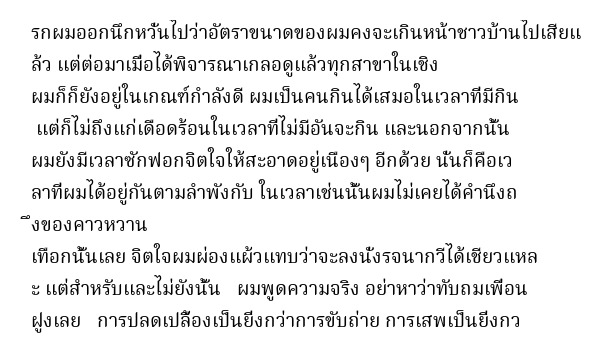 รกผมออกนึกหวั่นไปว่าอัตราขนาดของผมคงจะเกินหน้าชาวบ้านไปเสียแ
ล้ว แต่ต่อมาเมื่อได้พิจารณาเกลอดูแล้วทุกสาขาในเชิง
ผมก็ก็ยังอยู่ในเกณฑ์กำลังดี ผมเป็นคนกินได้เสมอในเวลาที่มีกิน
แต่ก็ไม่ถึงแก่เดือดร้อนในเวลาที่ไม่มีอันจะกิน และนอกจากนั้น
ผมยังมีเวลาซักฟอกจิตใจให้สะอาดอยู่เนืองๆ อีกด้วย นั่นก็คือเว
ลาที่ผมได้อยู่กันตามลำพังกับ ในเวลาเช่นนั้นผมไม่เคยได้คำนึงถ
ึงของคาวหวาน
เทือกนั้นเลย จิตใจผมผ่องแผ้วแทบว่าจะลงนั่งรจนากวีได้เชียวแหล
ะ แต่สำหรับและไม่ยังนั้น ผมพูดความจริง อย่าหาว่าทับถมเพื่อน
ฝูงเลย การปลดเปลื้องเป็นยิ่งกว่าการขับถ่าย การเสพเป็นยิ่งกว